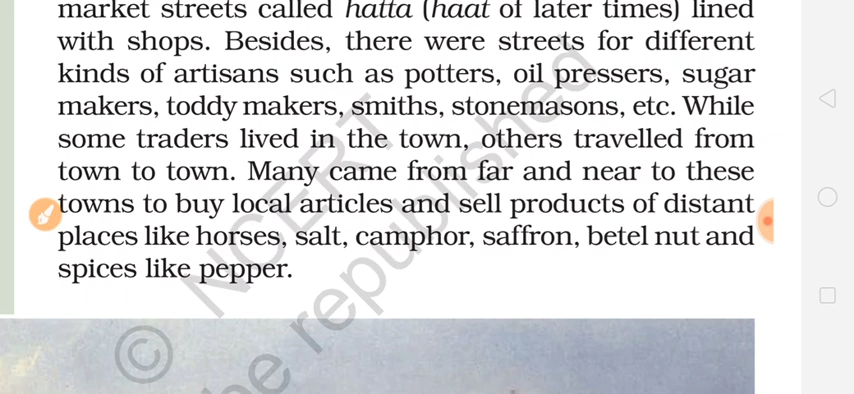 market streets called hatta (haat of later times) lined
with shops. Besides, there were streets for different
kinds of artisans such as potters, oil pressers, sugar
makers, toddy makers, smiths, stonemasons, etc. While
some traders lived in the town, others travelled from
town to town. Many came from far and near to these
towns to buy local articles and sell products of distant
places like horses, salt, camphor, saffron, betel nut and
spices like pepper.
© NCERT
be republished